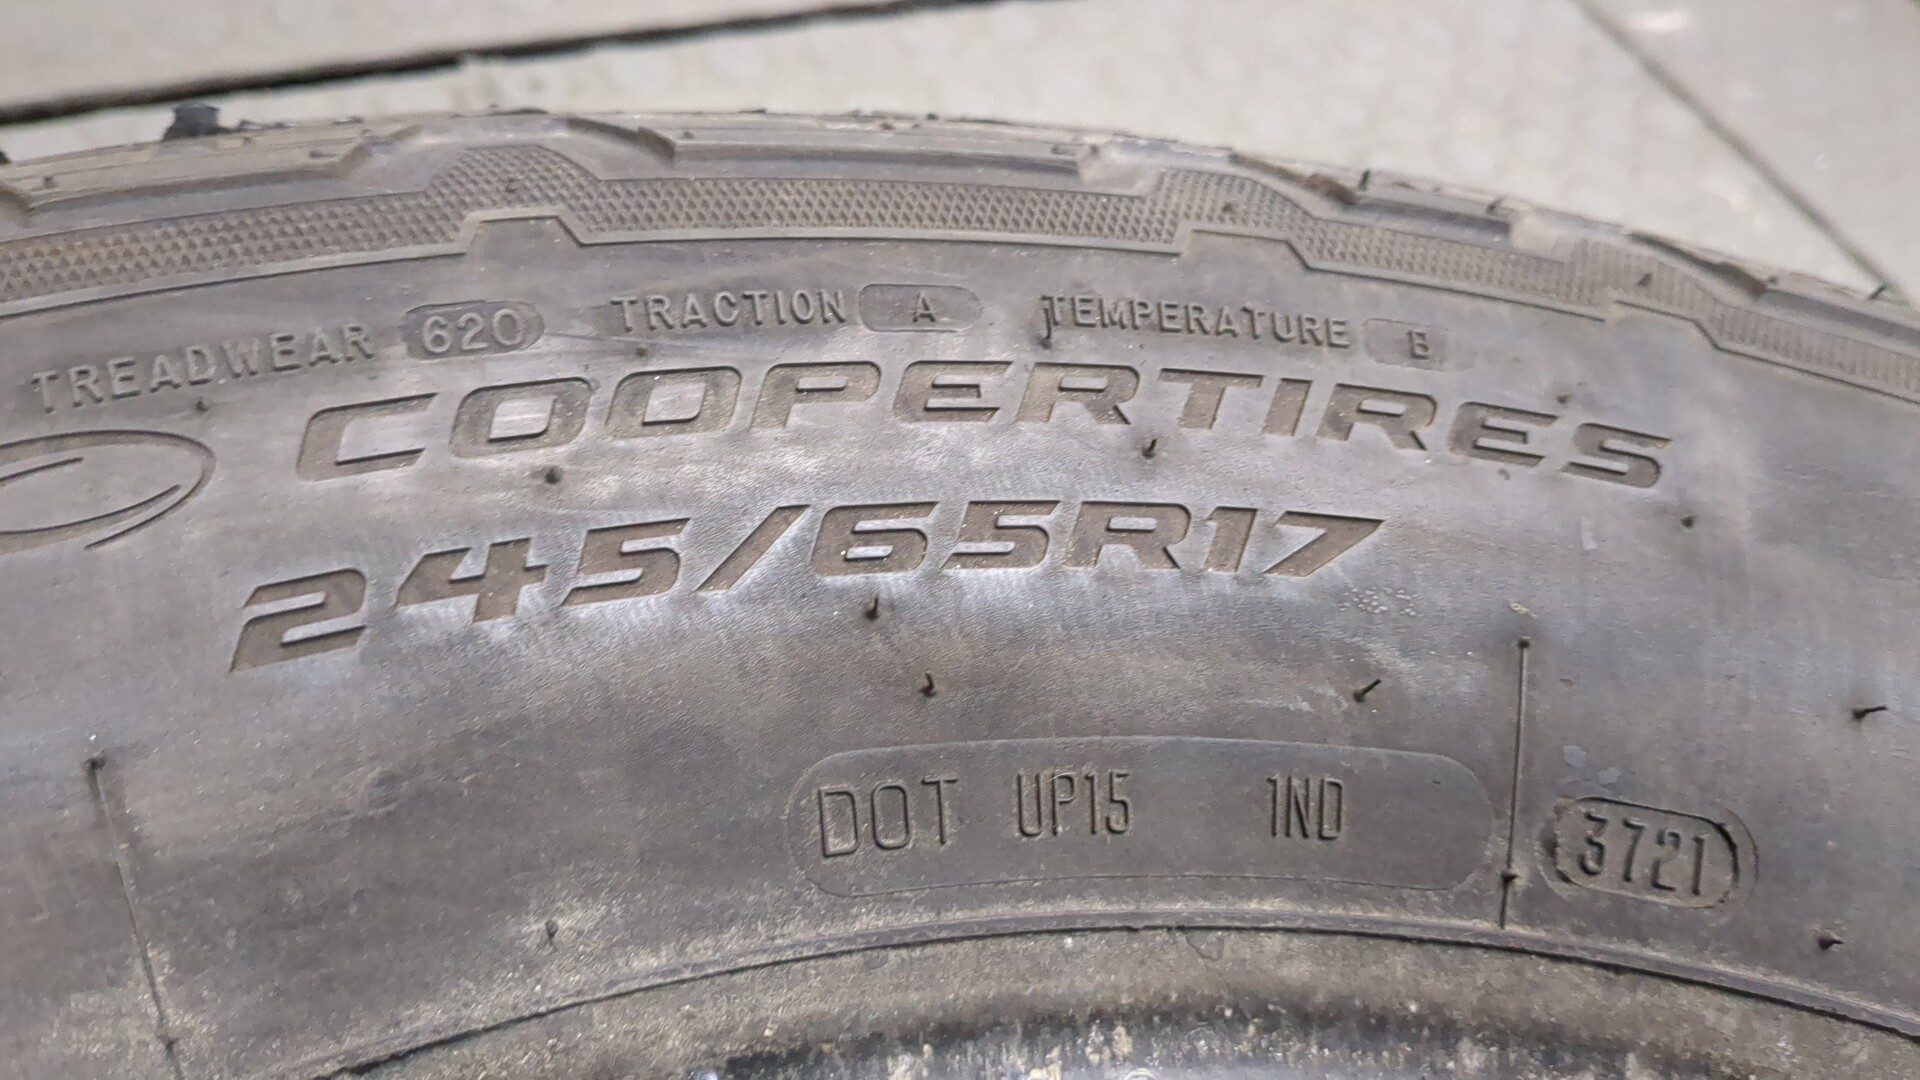 TREADWEAR 620 TRACTION A TEMPERATURE B
COOPERTIRES
245/65R17
DOT UP15 1ND 3721